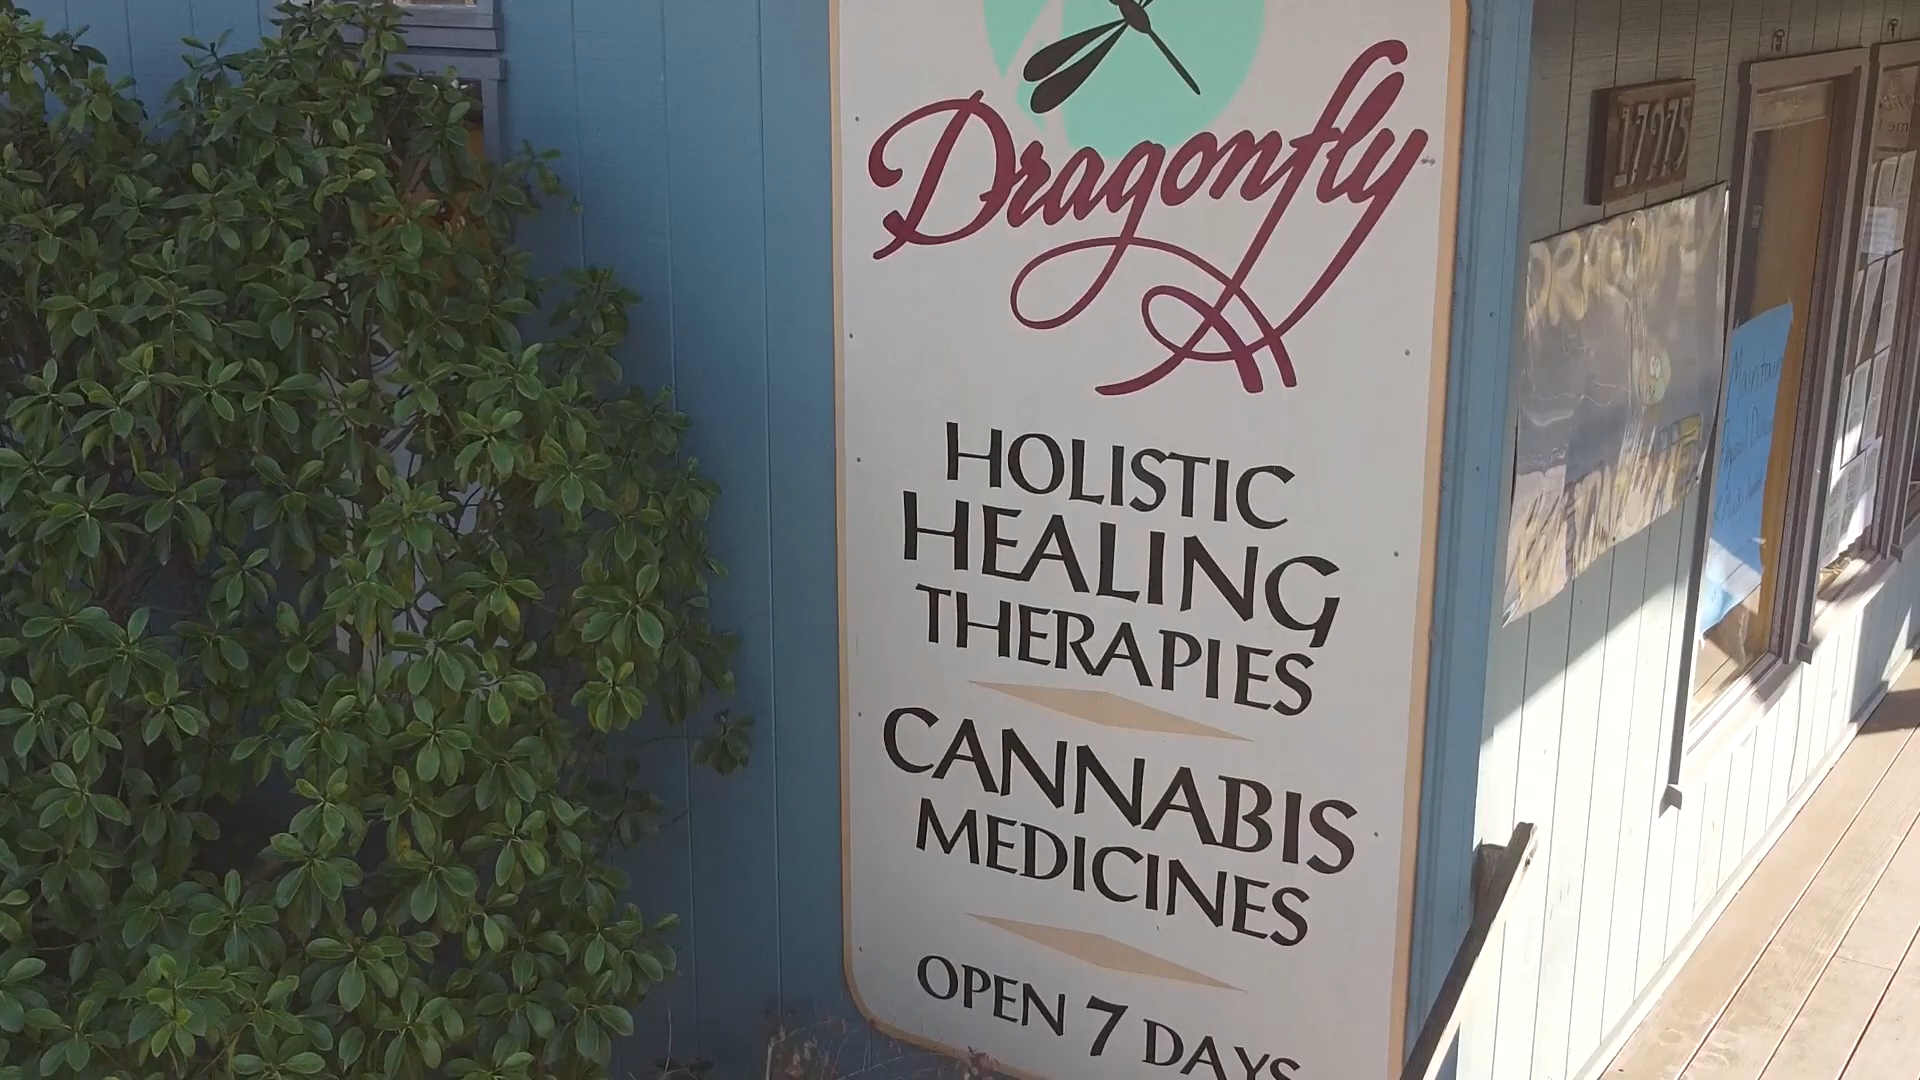 Dragonfly
HOLISTIC
HEALING
THERAPIES
CANNABIS
MEDICINES
OPEN 7 DAYS
17975